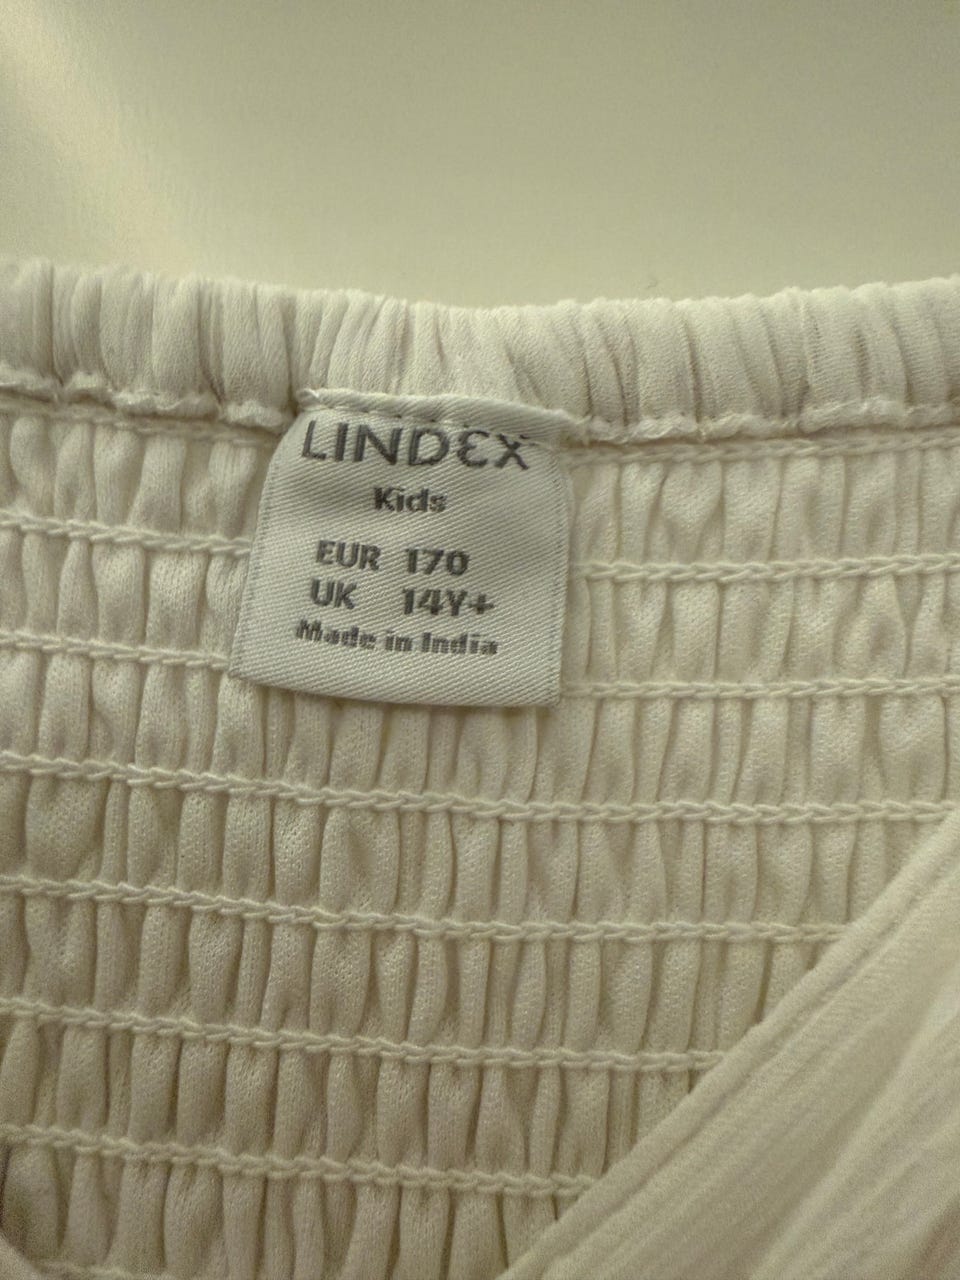 LINDEX
Kids
EUR 170
UK 14Y+
Made in India